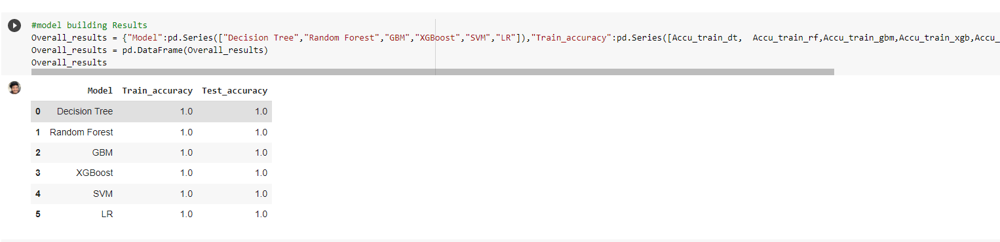 #model building Results
Overall_results = {"Model":pd.Series(["Decision Tree","Random Forest","GBM","XGBoost","SVM","LR"]),"Train_accuracy":pd.Series([Accu_train_dt,  Accu_train_rf,Accu_train_gbm,Accu_train_xgb,Accu_
Overall_results = pd.DataFrame(Overall_results)
Overall_results
Model Train_accuracy Test_accuracy
0 Decision Tree 1.0 1.0
1 Random Forest 1.0 1.0
2 GBM 1.0 1.0
3 XGBoost 1.0 1.0
4 SVM 1.0 1.0
5 LR 1.0 1.0